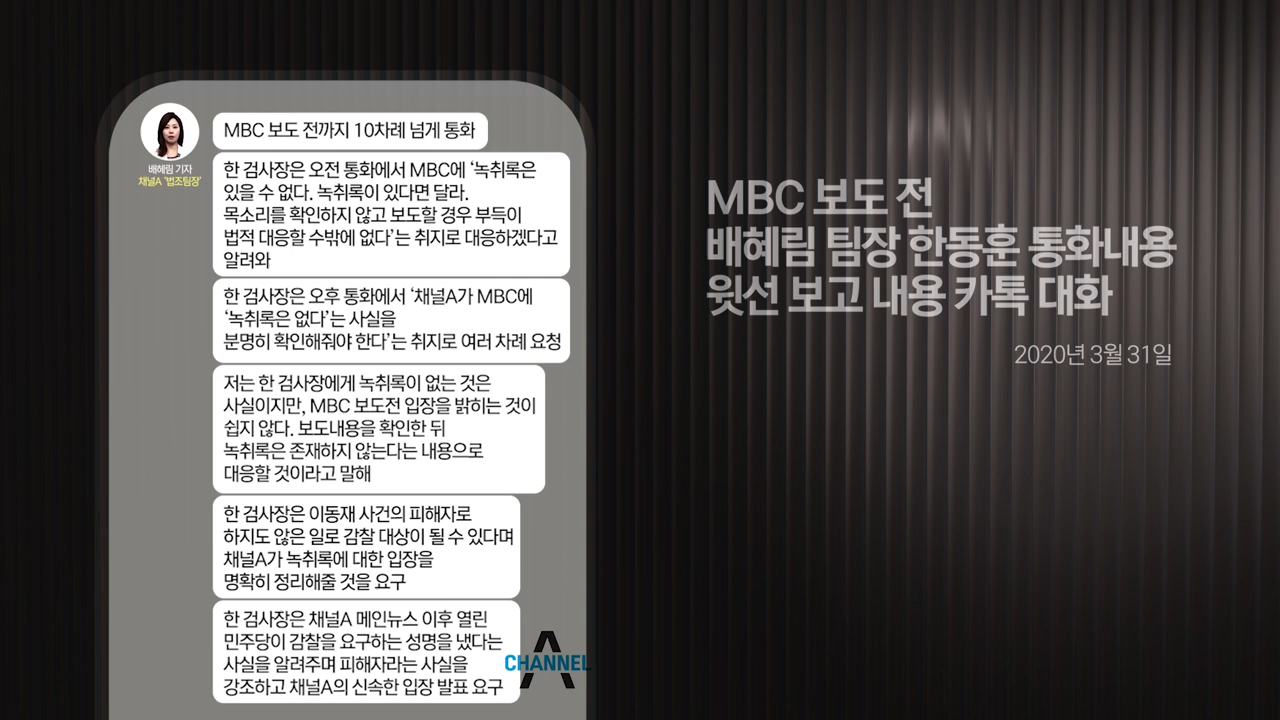 배혜림 기자
채널A '법조팀장'
MBC 보도 전까지 10차례 넘게 통화
한 검사장은 오전 통화에서 MBC에 '녹취록은
있을 수 없다. 녹취록이 있다면 달라.
목소리를 확인하지 않고 보도할 경우 부득이
법적 대응할 수밖에 없다'는 취지로 대응하겠다고
알려와
한 검사장은 오후 통화에서 '채널A가 MBC에
'녹취록은 없다'는 사실을
분명히 확인해줘야 한다'는 취지로 여러 차례 요청
저는 한 검사장에게 녹취록이 없는 것은
사실이지만, MBC 보도전 입장을 밝히는 것이
쉽지 않다. 보도내용을 확인한 뒤
녹취록은 존재하지 않는다는 내용으로
대응할 것이라고 말해
한 검사장은 이동재 사건의 피해자로
하지도 않은 일로 감찰 대상이 될 수 있다며
채널A가 녹취록에 대한 입장을
명확히 정리해줄 것을 요구
한 검사장은 채널A 메인뉴스 이후 열린
민주당이 감찰을 요구하는 성명을 냈다는
사실을 알려주며 피해자라는 사실을
강조하고 채널A의 신속한 입장 발표 요구
CHANNEL A
MBC 보도 전
배혜림 팀장 한동훈 통화내용
윗선 보고 내용 카톡 대화
2020년 3월 31일